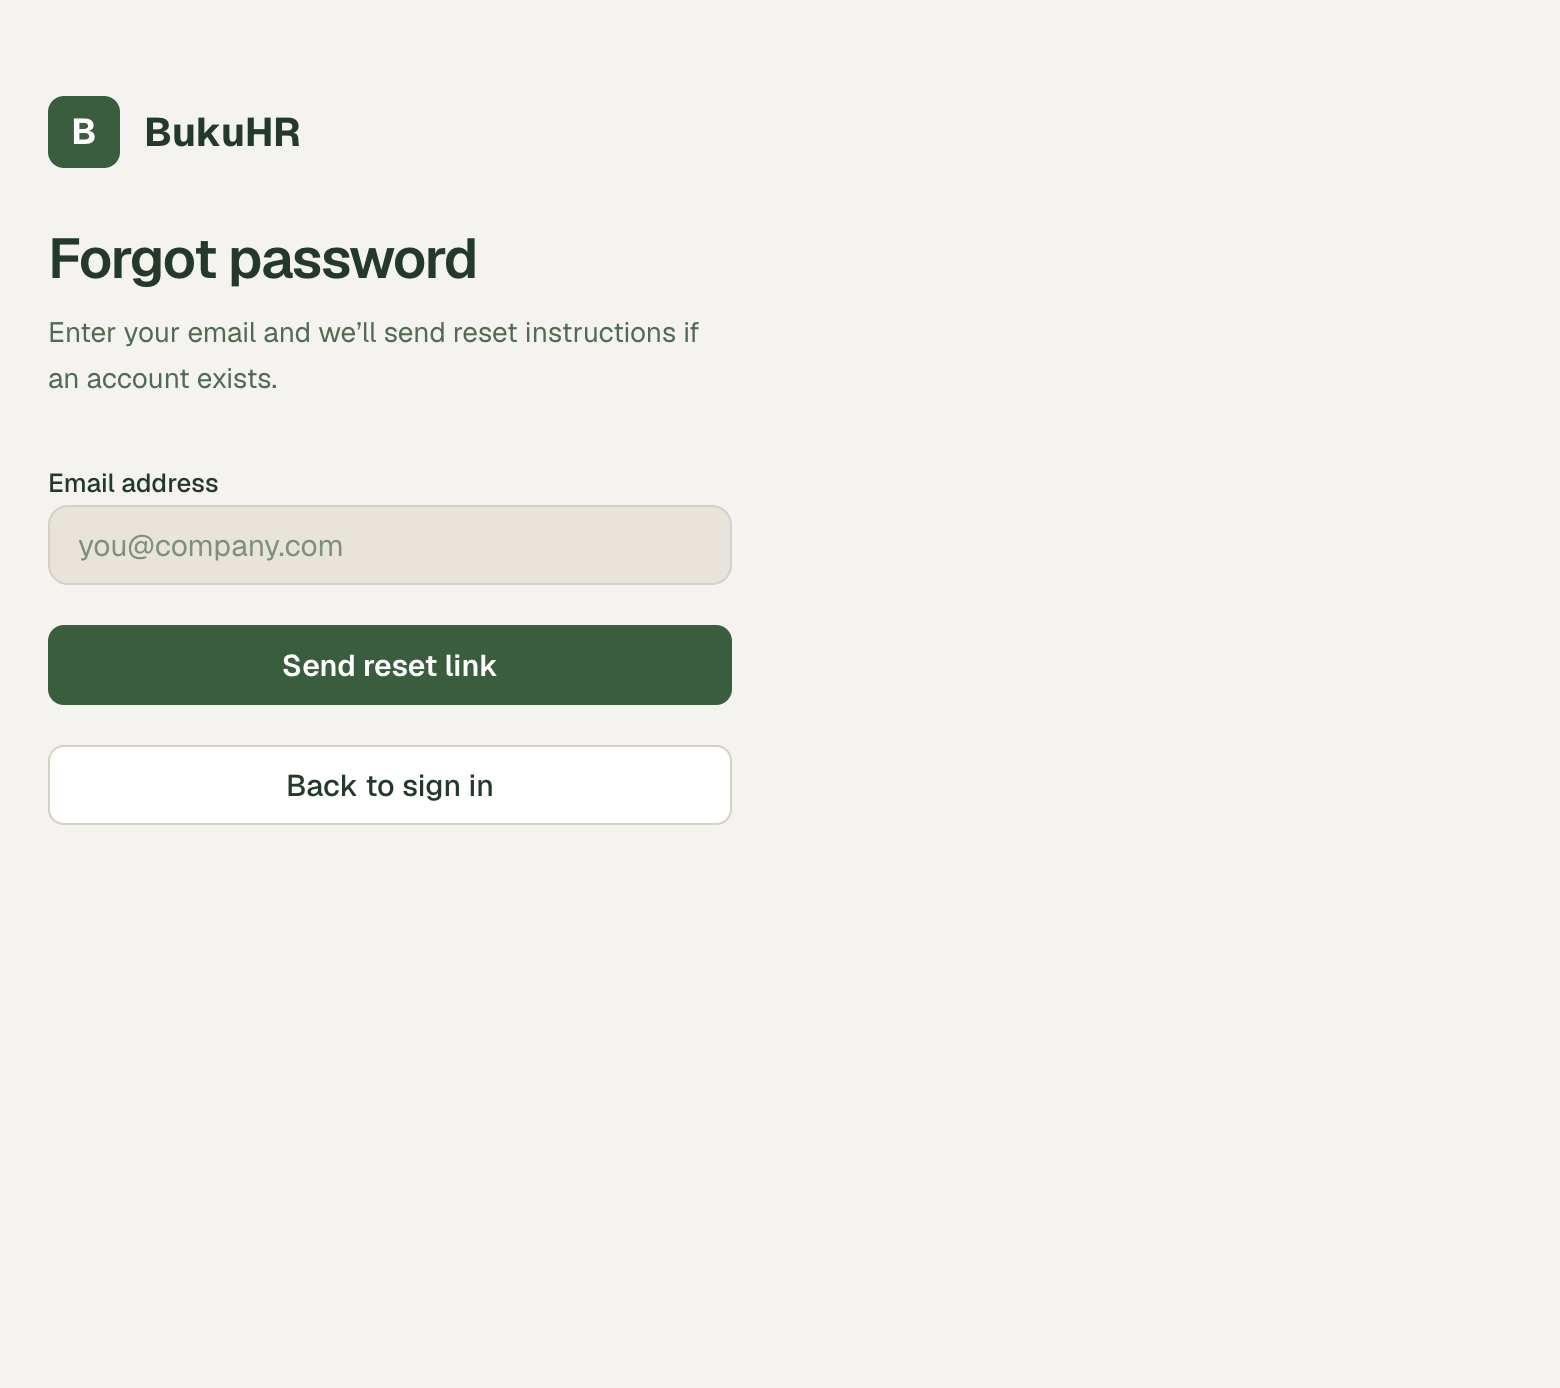 B
BukuHR
Forgot password
Enter your email and we’ll send reset instructions if
an account exists.
Email address
you@company.com
Send reset link
Back to sign in